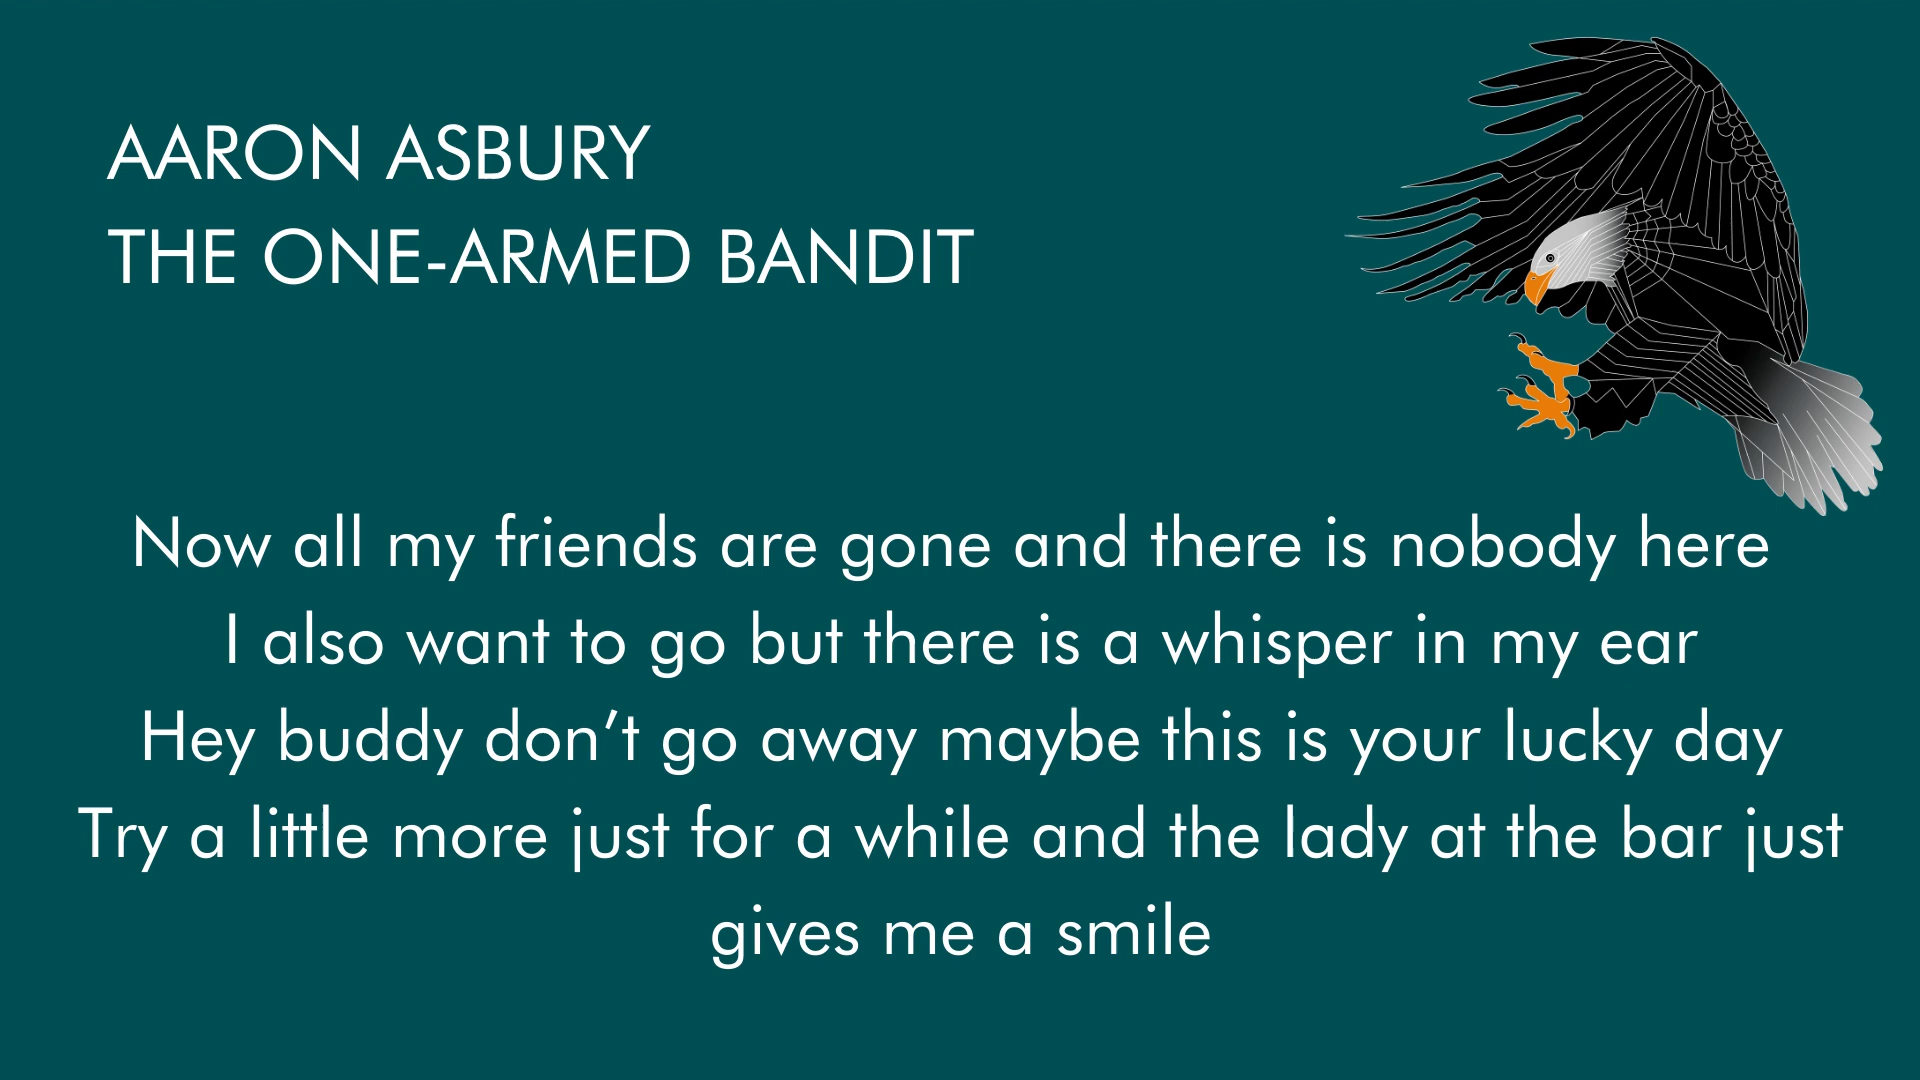 AARON ASBURY
THE ONE-ARMED BANDIT
Now all my friends are gone and there is nobody here
I also want to go but there is a whisper in my ear
Hey buddy don’t go away maybe this is your lucky day
Try a little more just for a while and the lady at the bar just
gives me a smile